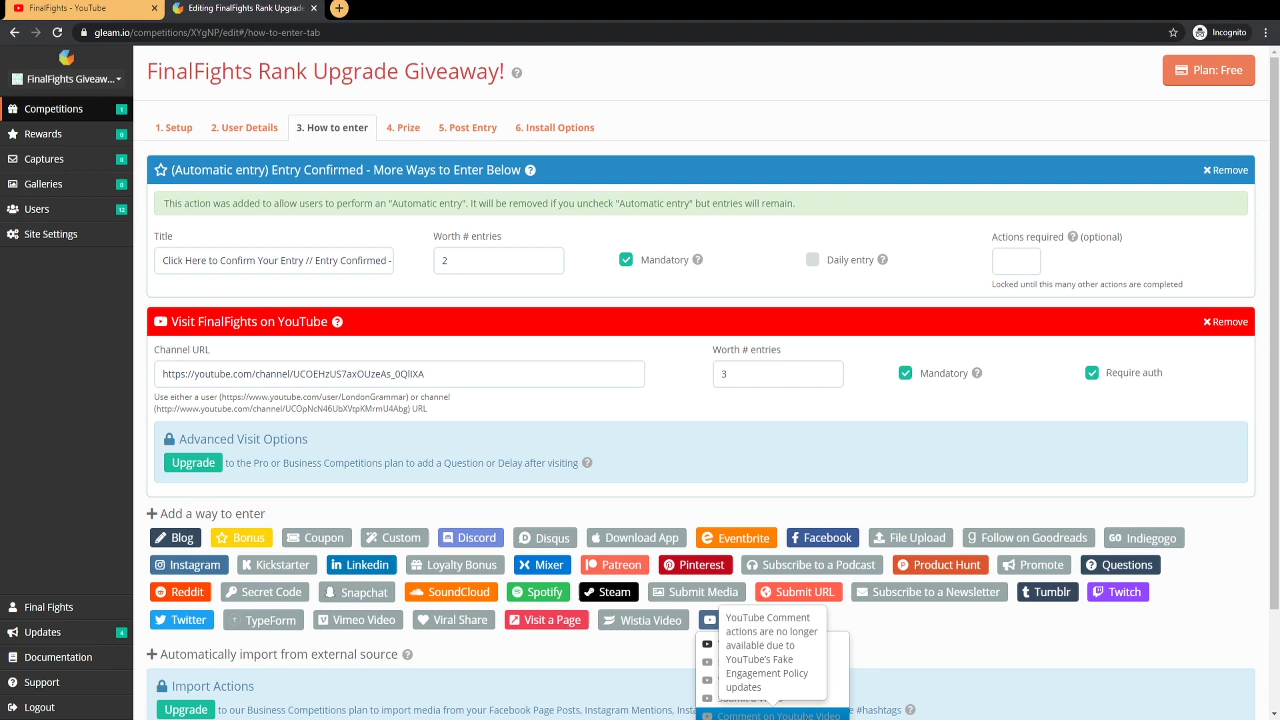 FinalFights - YouTube
Editing FinalFights Rank Upgrade
glean.io/competitions/XYgNP/edit#/how-to-enter-tab
Incognito
FinalFights Giveaw...
Competitions 1
Rewards 0
Captures 0
Galleries 0
Users 12
Site Settings
Final Fights
Updates 4
Documentation
Support
Logout
FinalFights Rank Upgrade Giveaway!
Plan: Free
1. Setup 2. User Details 3. How to enter 4. Prize 5. Post Entry 6. Install Options
(Automatic entry) Entry Confirmed - More Ways to Enter Below
Remove
This action was added to allow users to perform an "Automatic entry". It will be removed if you uncheck "Automatic entry" but entries will remain.
Title
Worth # entries
Actions required (optional)
Click Here to Confirm Your Entry // Entry Confirmed -
2
Mandatory
Daily entry
Locked until this many other actions are completed
Visit FinalFights on YouTube
Remove
Channel URL
Worth # entries
https://youtube.com/channel/UCOEHzUS7axOUzeAs_0QlIXA
3
Mandatory
Require auth
Use either a user (https://www.youtube.com/user/LondonGrammar) or channel
(http://www.youtube.com/channel/UCOpNcN46UbXVtpKMrmU4Abg) URL
Advanced Visit Options
Upgrade to the Pro or Business Competitions plan to add a Question or Delay after visiting
Add a way to enter
Blog Bonus Coupon Custom Discord Disqus Download App Eventbrite Facebook File Upload Follow on Goodreads Indiegogo
Instagram Kickstarter Linkedin Loyalty Bonus Mixer Patreon Pinterest Subscribe to a Podcast Product Hunt Promote Questions
Reddit Secret Code Snapchat SoundCloud Spotify Steam Submit Media Submit URL Subscribe to a Newsletter Tumblr Twitch
Twitter TypeForm Vimeo Video Viral Share Visit a Page Wistia Video
YouTube Comment
actions are no longer
available due to
YouTube's Fake
Engagement Policy
updates
Comment on Youtube Video
Automatically import from external source
Import Actions
Upgrade to our Business Competitions plan to import media from your Facebook Page Posts, Instagram Mentions, #hashtags